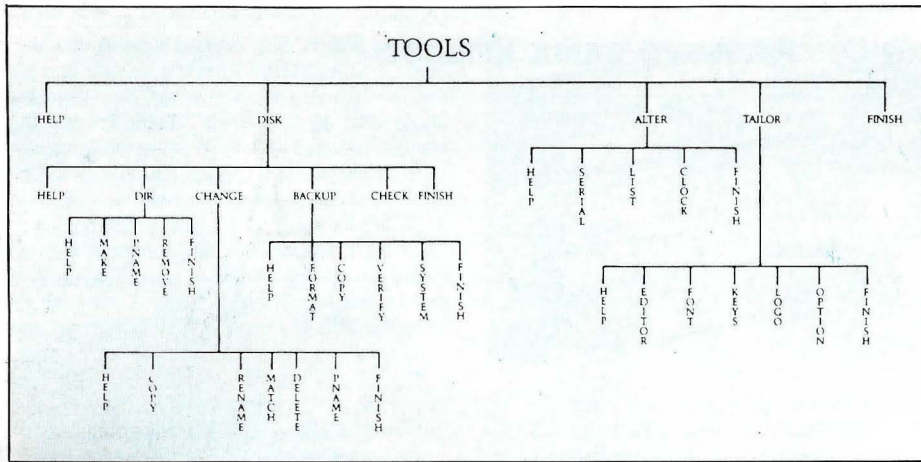 TOOLS
HELP DISK ALTER TAILOR FINISH
HELP SERIAL LIST CLOCK FINISH
HELP DIR CHANGE BACKUP CHECK FINISH
HELP MAKE PNAME REMOVE FINISH
HELP FORMAT COPY VERIFY SYSTEM FINISH
HELP EDITOR FONT KEYS LOGO OPTION FINISH
HELP COPY RENAME MATCH DELETE PNAME FINISH